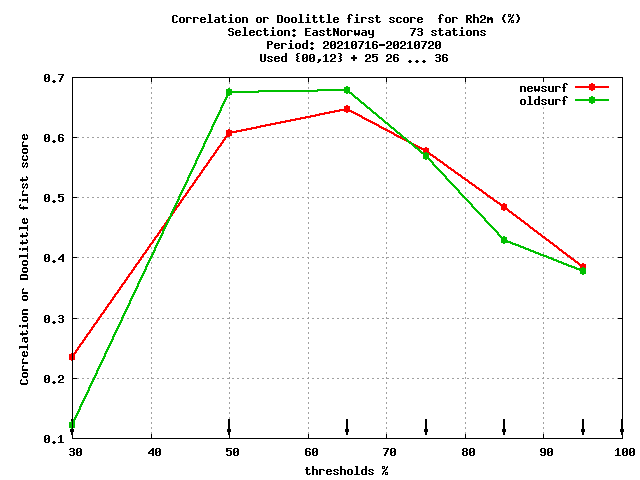 Correlation or Doolittle first score  for Rh2m (%)
Selection: EastNorway     73 stations
Period: 20210716-20210720
Used {00,12} + 25 26 ... 36
newsurf
oldsurf
Correlation or Doolittle first score
0.7
0.6
0.5
0.4
0.3
0.2
0.1
30 40 50 60 70 80 90 100
thresholds %